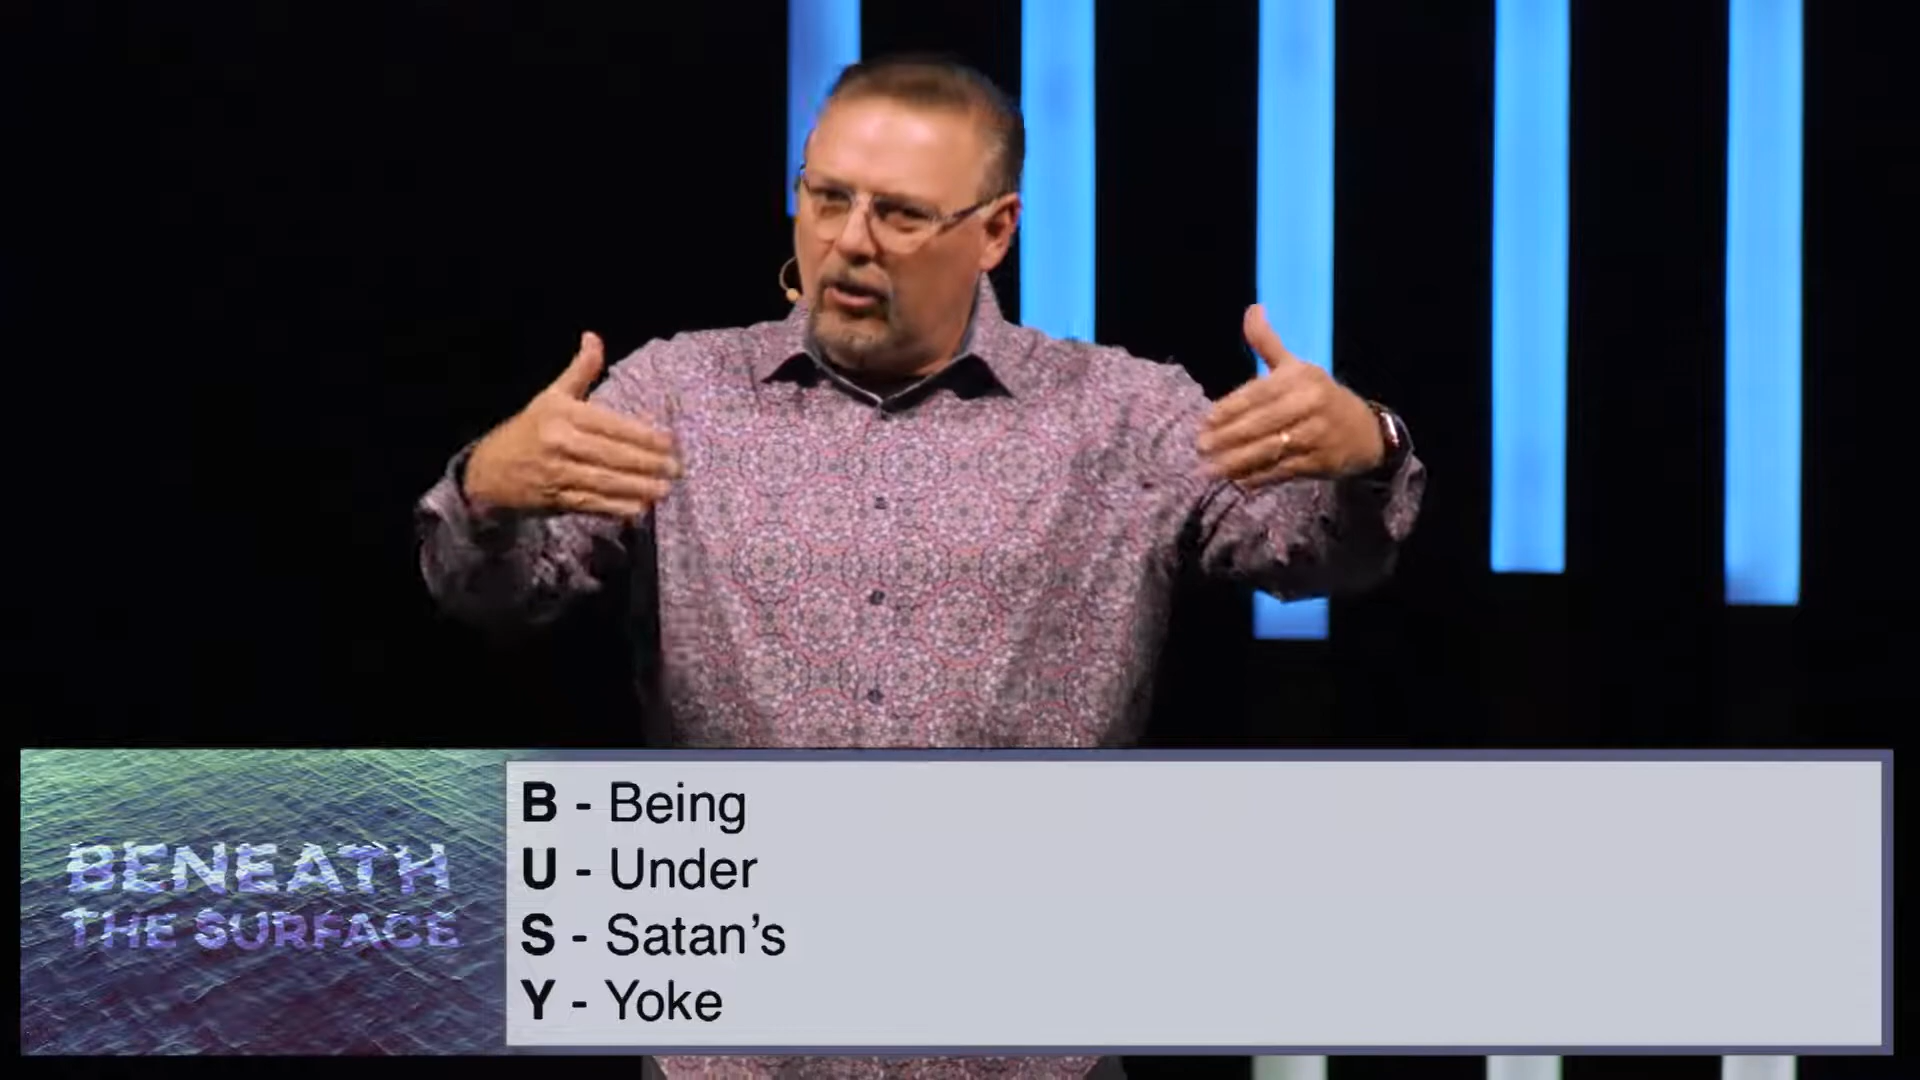 BENEATH
THE SURFACE
B - Being
U - Under
S - Satan’s
Y - Yoke